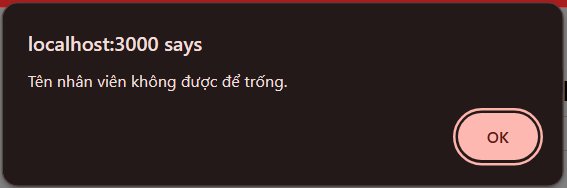 localhost:3000 says
Tên nhân viên không được để trống.
OK